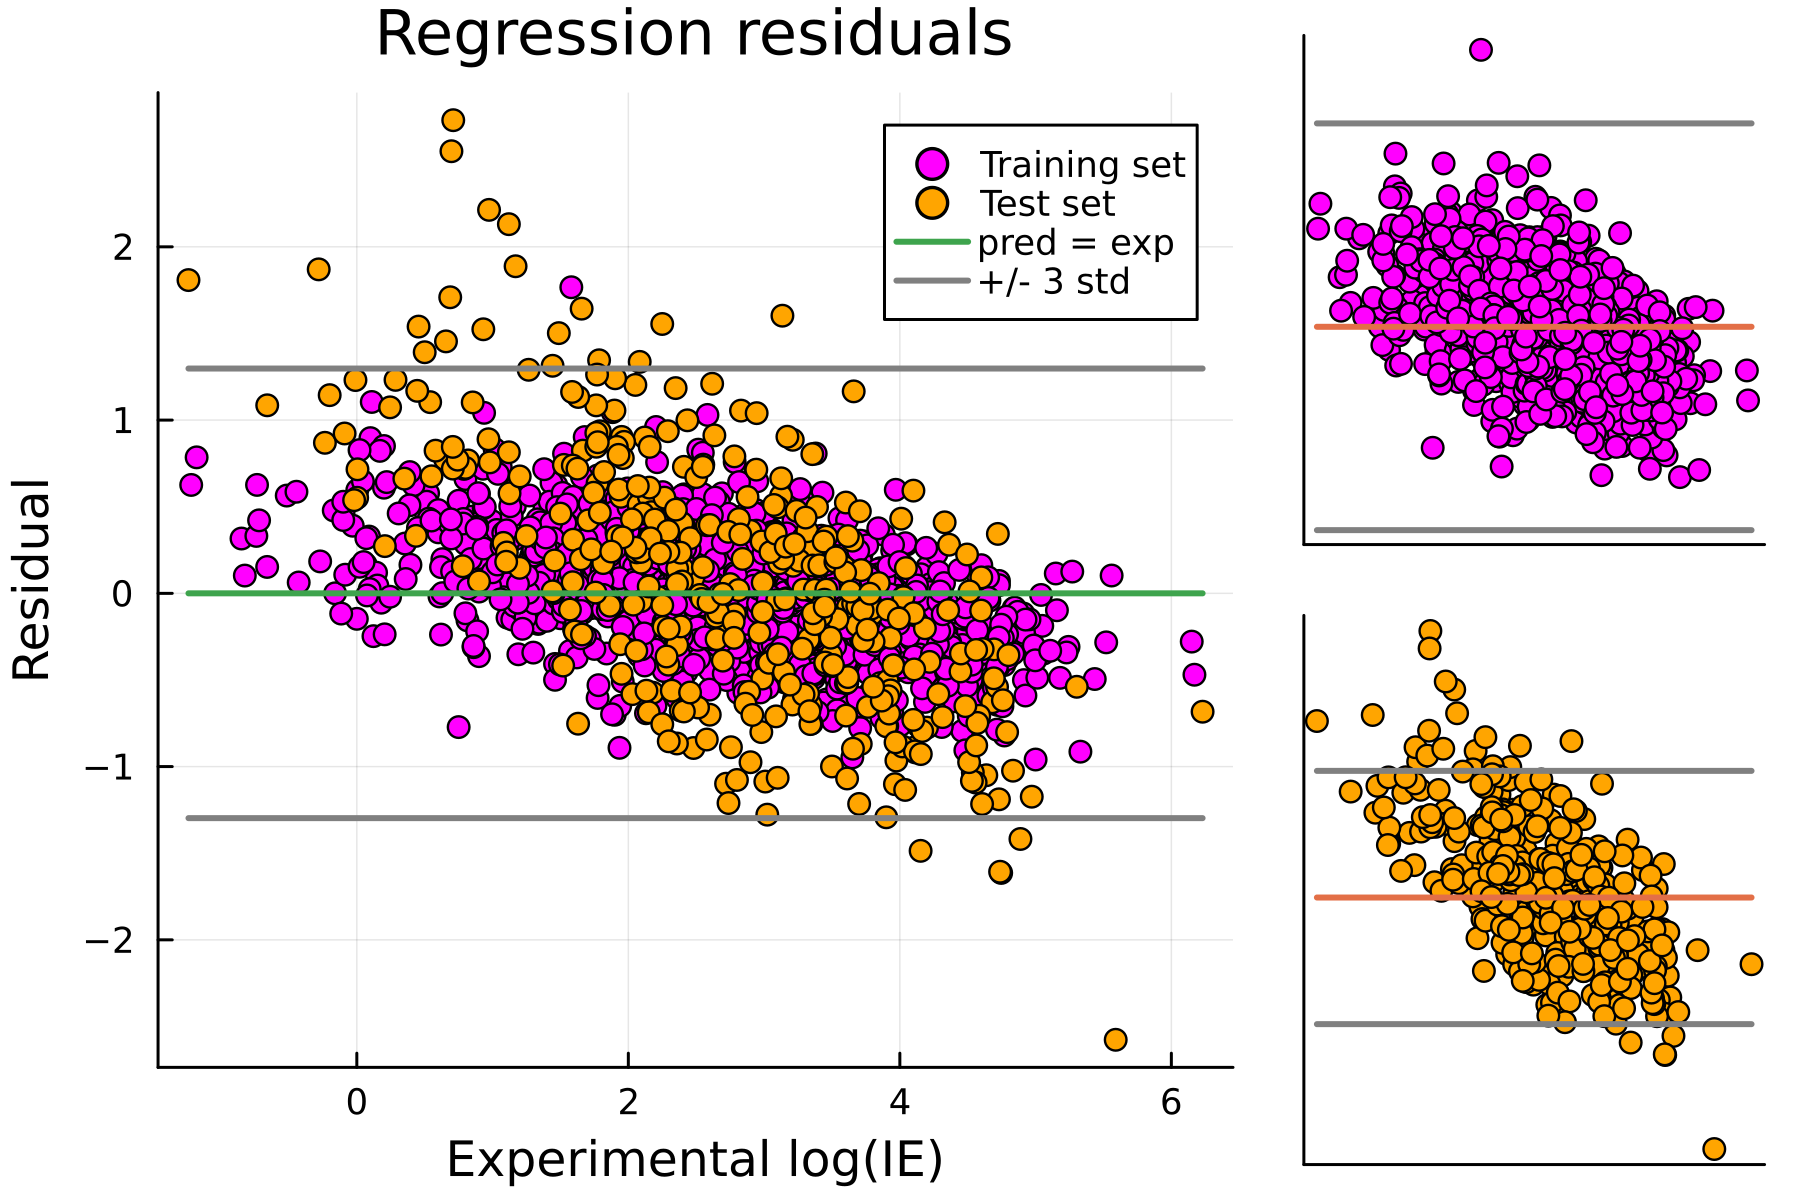 Regression residuals
Training set
Test set
pred = exp
+/- 3 std
2
1
0
−1
−2
Residual
0 2 4 6
Experimental log(IE)